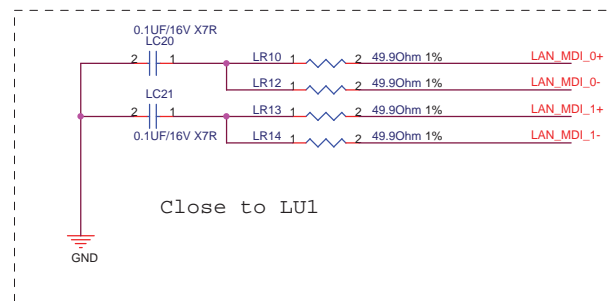 0.1UF/16V X7R
LC20
2 1 LR10 1 2 49.9Ohm 1% LAN_MDI_0+
LR12 1 2 49.9Ohm 1% LAN_MDI_0-
LC21
2 1 LR13 1 2 49.9Ohm 1% LAN_MDI_1+
0.1UF/16V X7R LR14 1 2 49.9Ohm 1% LAN_MDI_1-
Close to LU1
GND